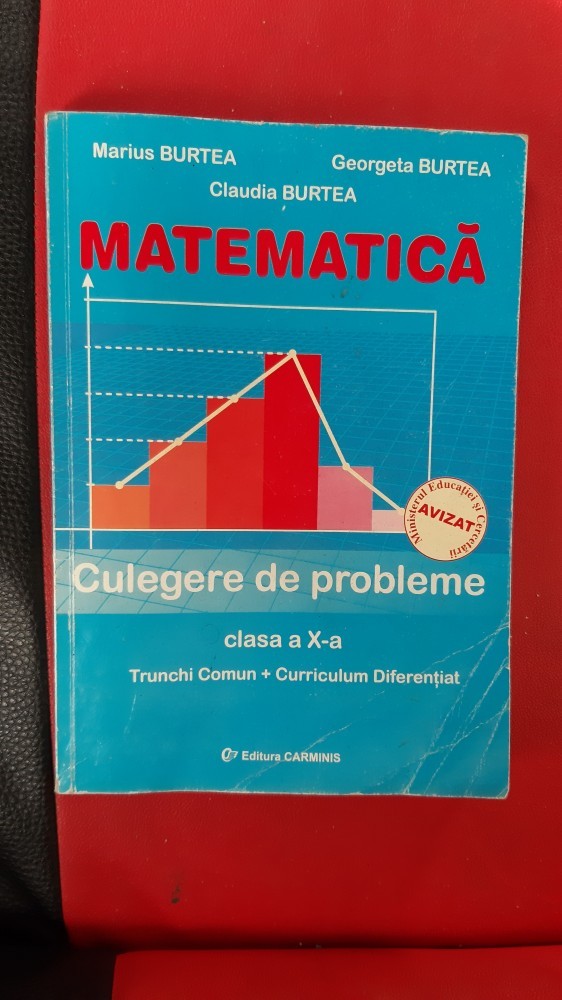 Marius BURTEA
Georgeta BURTEA
Claudia BURTEA
MATEMATICĂ
Ministerul Educației și Cercetării
AVIZAT
Culegere de probleme
clasa a X-a
Trunchi Comun + Curriculum Diferențiat
Editura CARMINIS